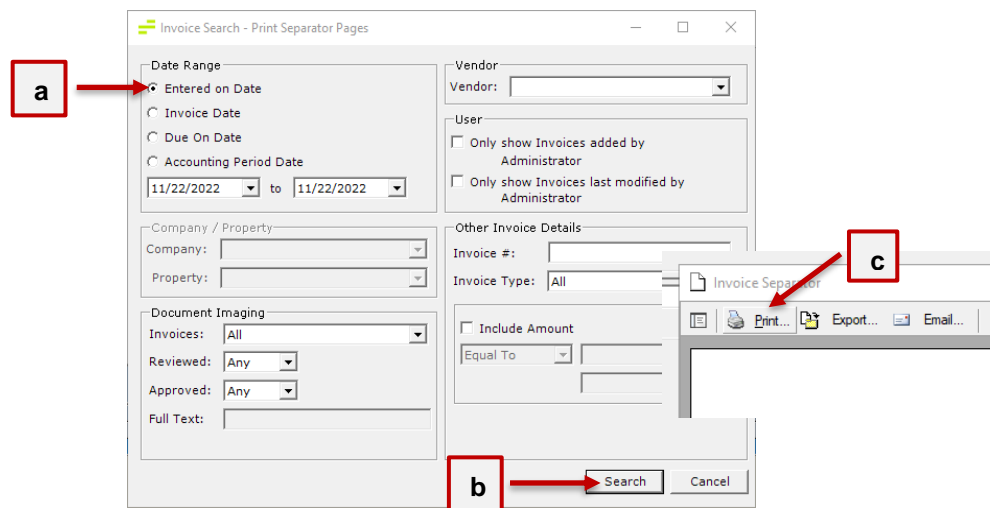 Invoice Search - Print Separator Pages
a
Date Range
Entered on Date
Invoice Date
Due On Date
Accounting Period Date
11/22/2022 to 11/22/2022
Vendor
Vendor:
User
Only show Invoices added by
Administrator
Only show Invoices last modified by
Administrator
Company / Property
Company:
Property:
Other Invoice Details
Invoice #:
Invoice Type: All
Include Amount
Equal To
Document Imaging
Invoices: All
Reviewed: Any
Approved: Any
Full Text:
c
Invoice Separator
Print... Export... Email...
b
Search Cancel